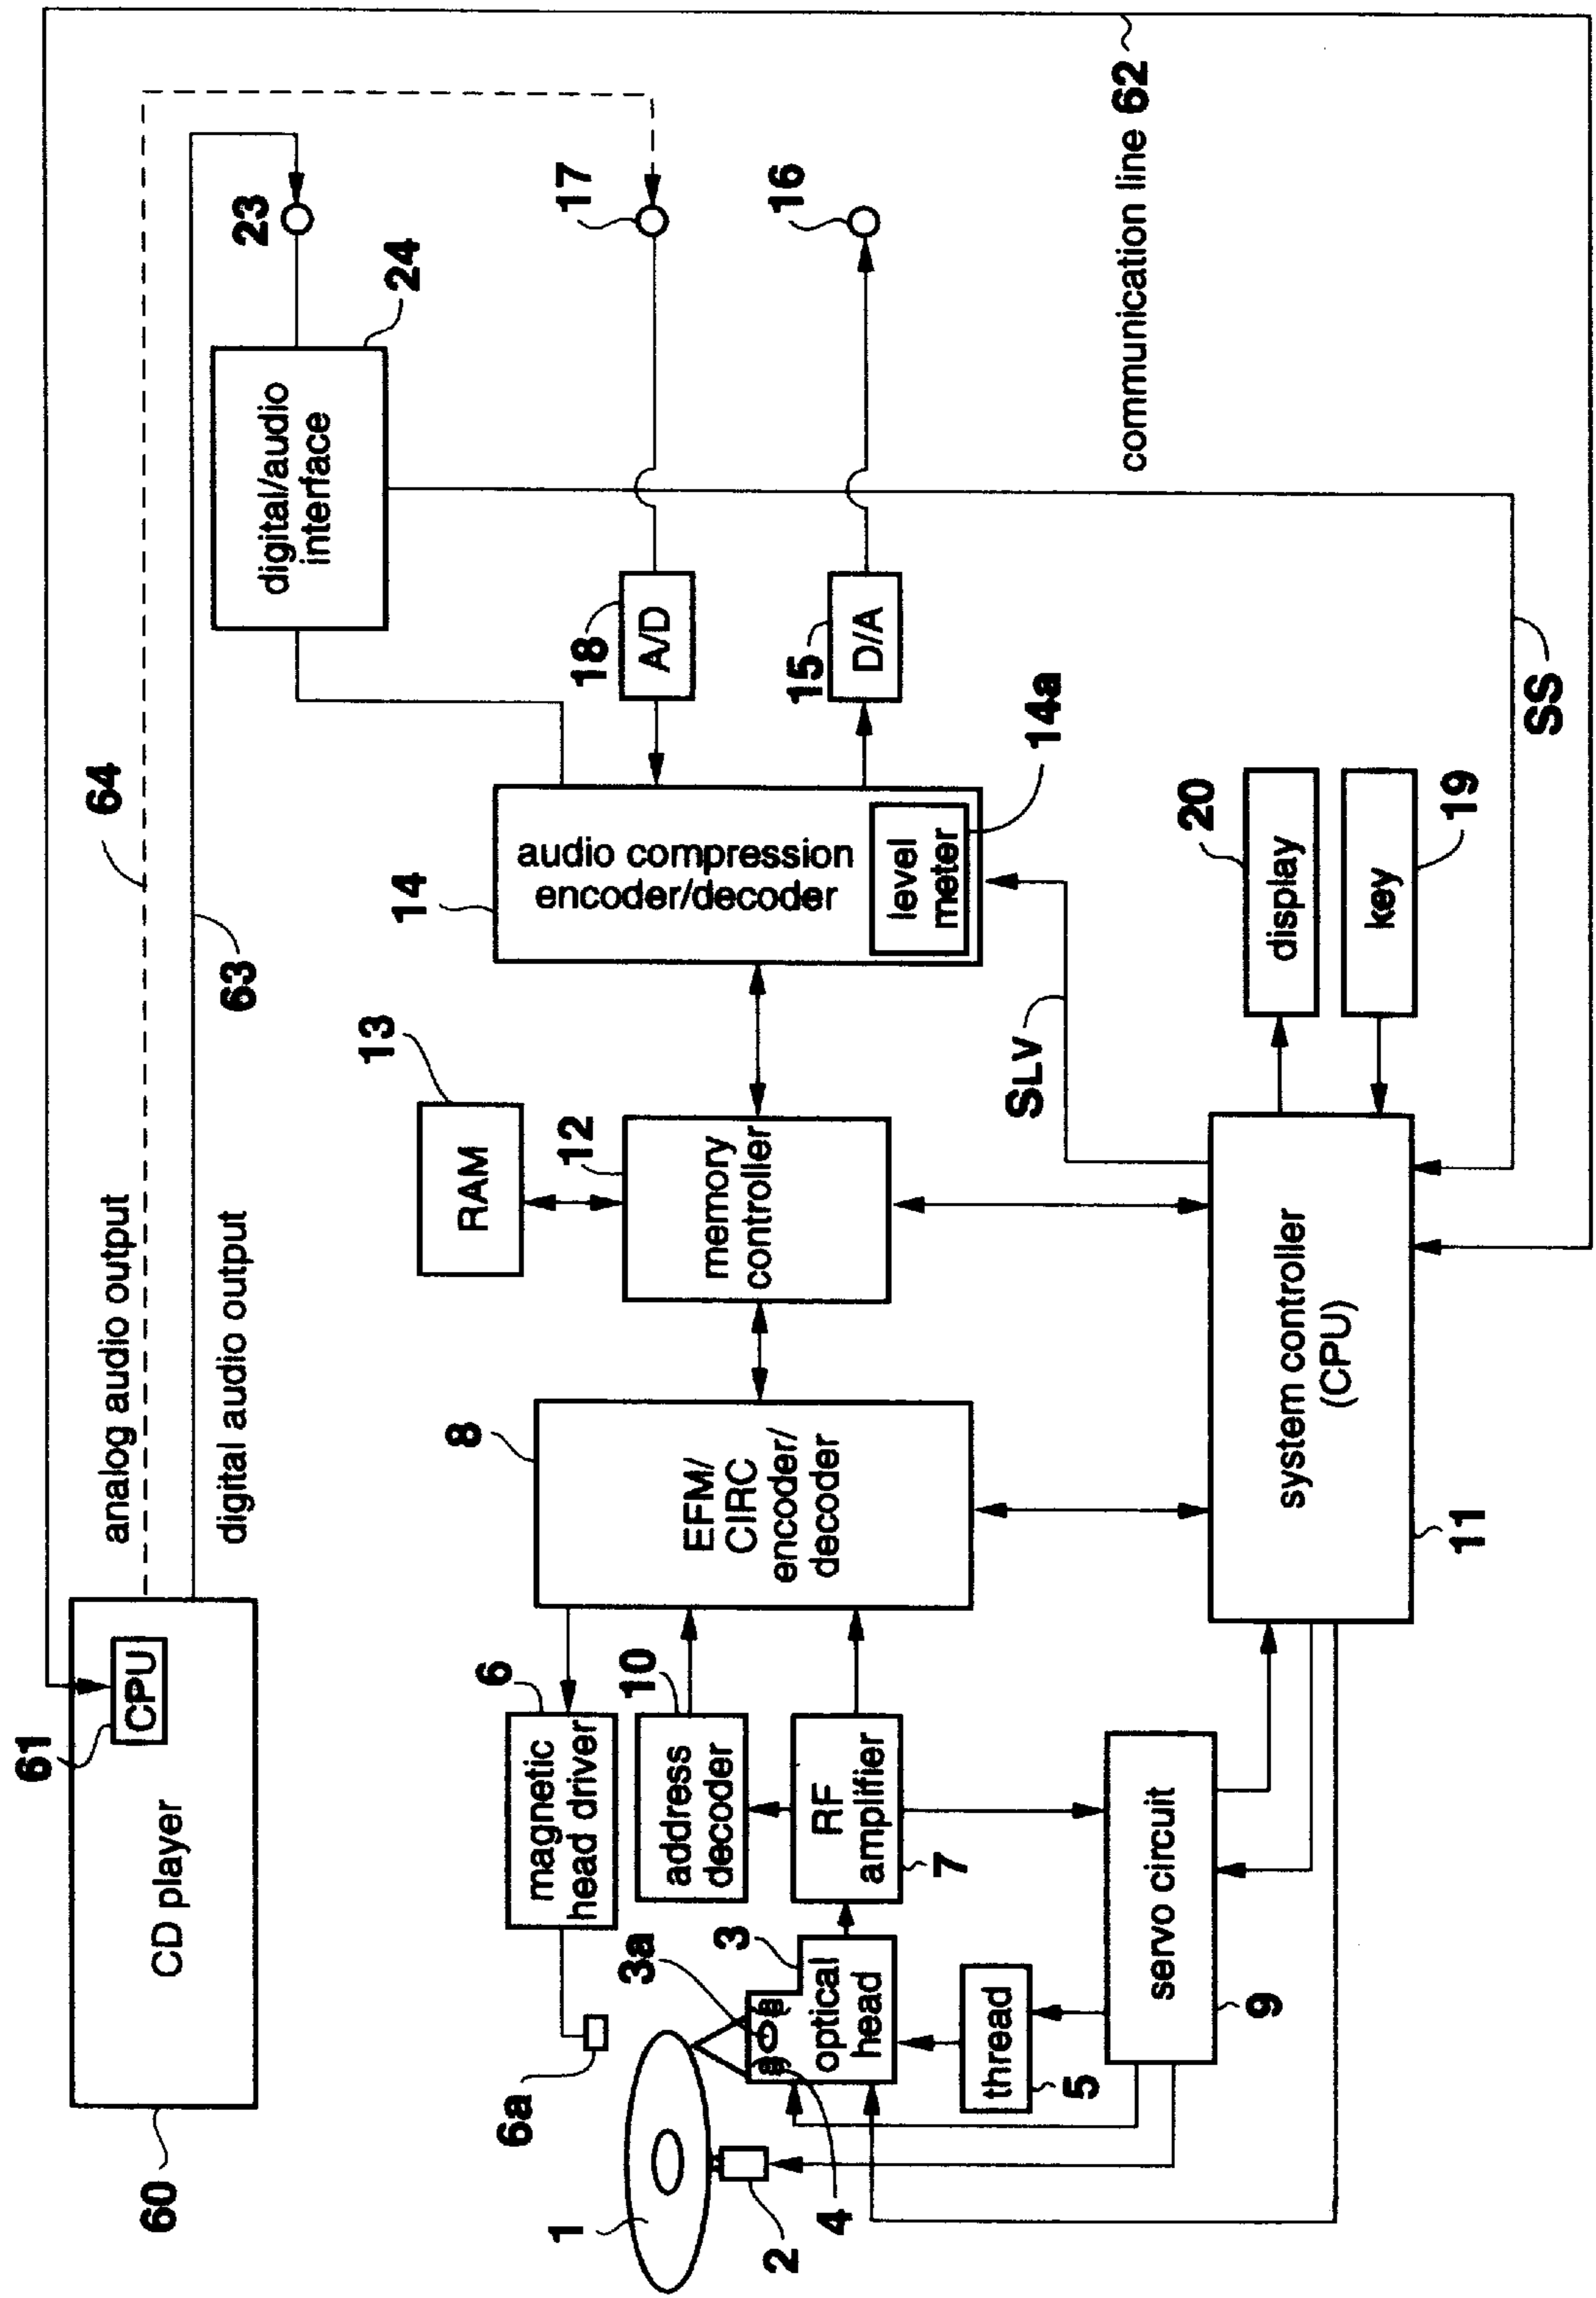 60
CD player
61
CPU
analog audio output
digital audio output
64
63
23
digital/audio
interface
24
17
16
18
A/D
15
D/A
communication line 62
13
RAM
12
memory
controller
14
audio compression
encoder/decoder
level
meter
14a
8
EFM/
CIRC
encoder/
decoder
6
magnetic
head driver
6a
10
address
decoder
RF
amplifier
7
3
3a
optical
head
1
2
4
thread
5
servo circuit
9
system controller
(CPU)
11
SLV
20
display
key
19
SS